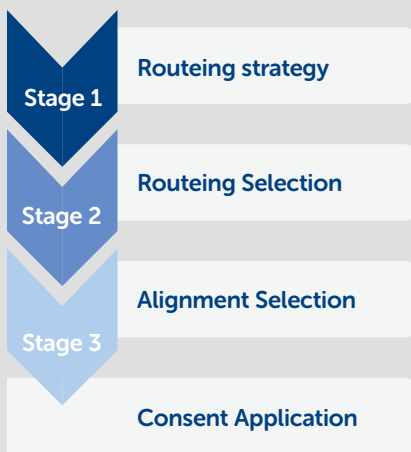 Routeing strategy
Stage 1
Routeing Selection
Stage 2
Alignment Selection
Stage 3
Consent Application